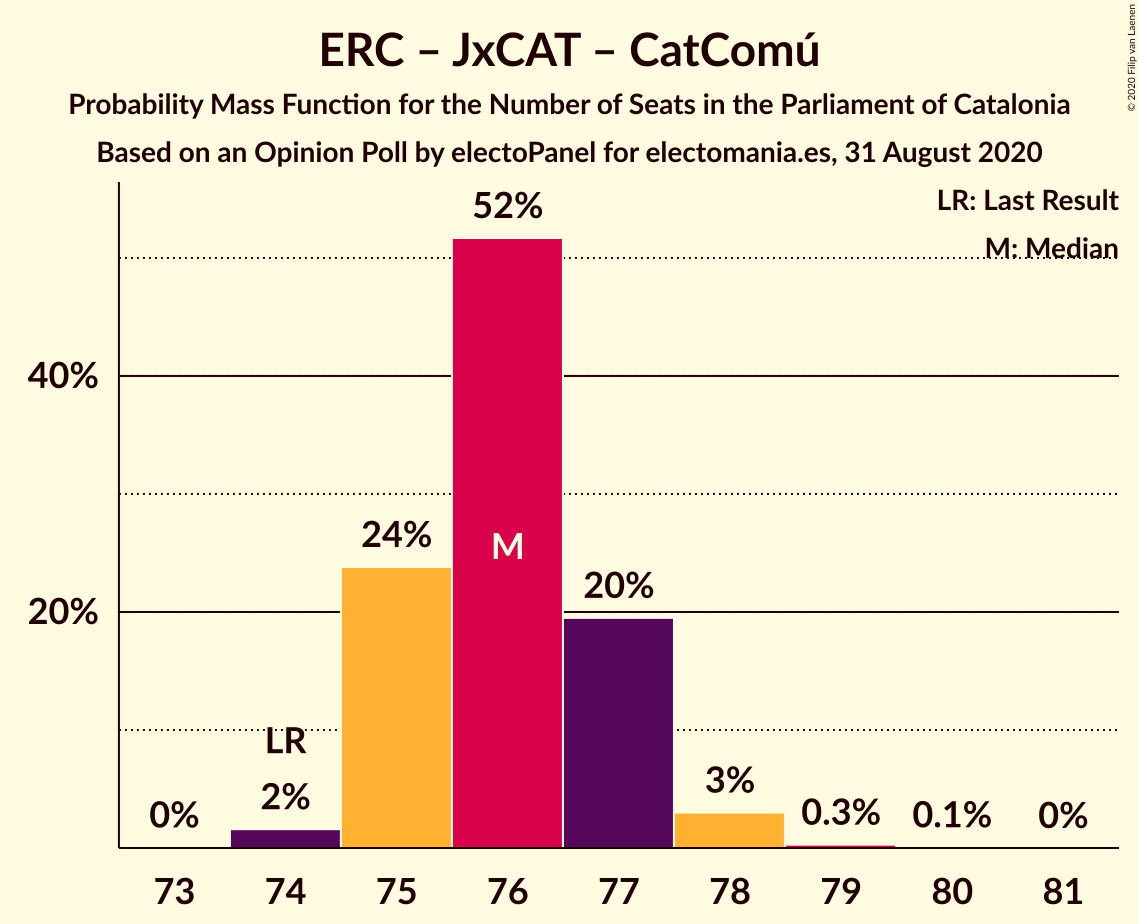 ERC – JxCAT – CatComú
Probability Mass Function for the Number of Seats in the Parliament of Catalonia
Based on an Opinion Poll by electoPanel for electomania.es, 31 August 2020
© 2020 Filip van Laenen
LR: Last Result
M: Median
52%
40%
24%
M
20%
20%
LR
0%
2%
3%
0.3%
0.1%
0%
73 74 75 76 77 78 79 80 81